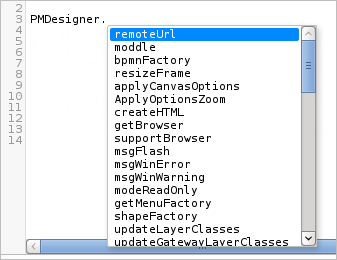 2
3 PMDesigner.
4 remoteUrl
5 moddle
6 bpmnFactory
7 resizeFrame
8 applyCanvasOptions
9 ApplyOptionsZoom
10 createHTML
11 getBrowser
12 supportBrowser
13 msgFlash
14 msgWinError
msgWinWarning
modeReadOnly
getMenuFactory
shapeFactory
updateLayerClasses
updateGatewayLayerClasses